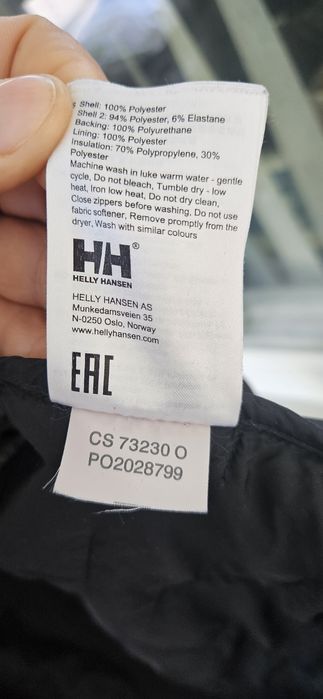 Shell: 100% Polyester
Shell 2: 94% Polyester, 6% Elastane
Backing: 100% Polyurethane
Lining: 100% Polyester
Insulation: 70% Polypropylene, 30%
Polyester
Machine wash in luke warm water - gentle
cycle, Do not bleach, Tumble dry - low
heat, Iron low heat, Do not dry clean,
Close zippers before washing, Do not use
fabric softener, Remove promptly from the
dryer, Wash with similar colours
HH®
HELLY HANSEN
HELLY HANSEN AS
Munkedamsveien 35
N-0250 Oslo, Norway
www.hellyhansen.com
EAC
CS 73230 O
PO2028799